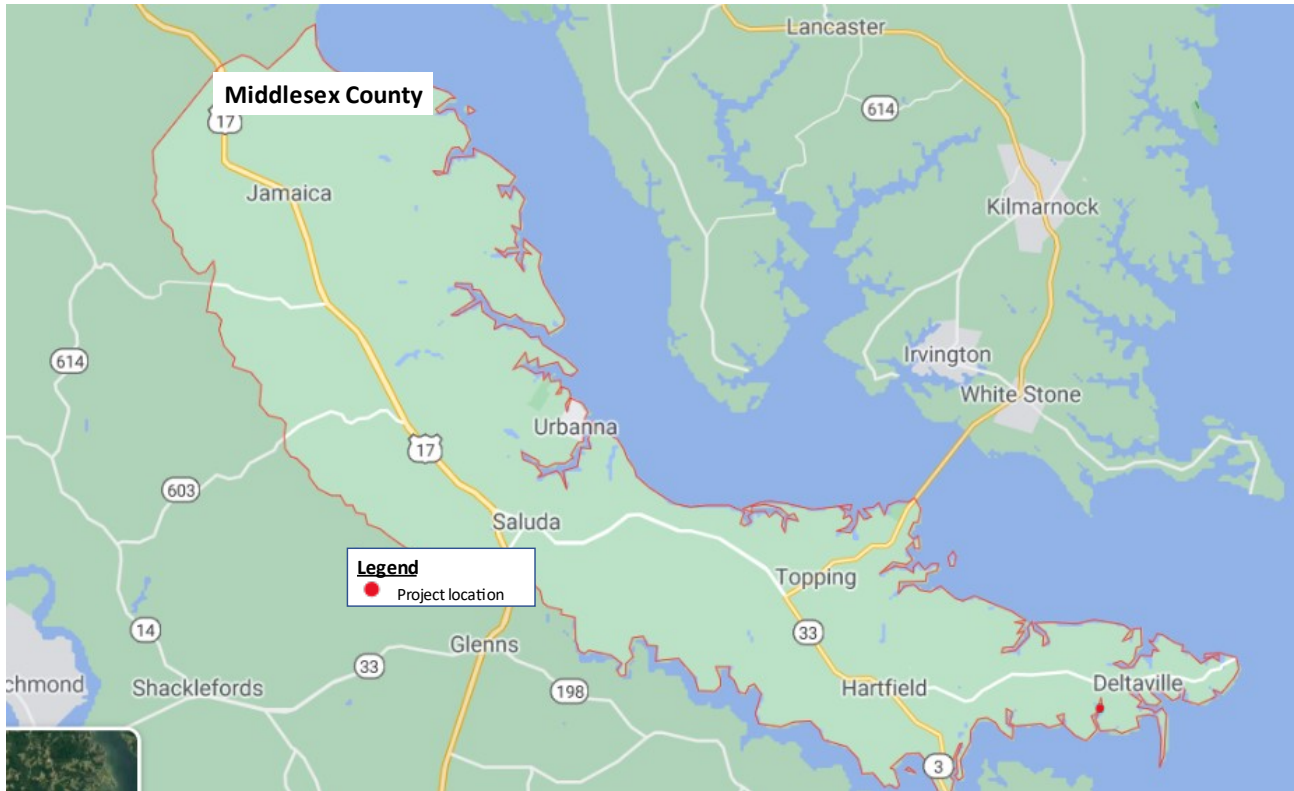 Lancaster
Middlesex County
614
17
Jamaica
Kilmarnock
Irvington
614
White Stone
Urbanna
17
603
Saluda
Legend
Project location
Topping
14
33
Glenns
33
198
chmond
Shacklefords
Hartfield
Deltaville
3